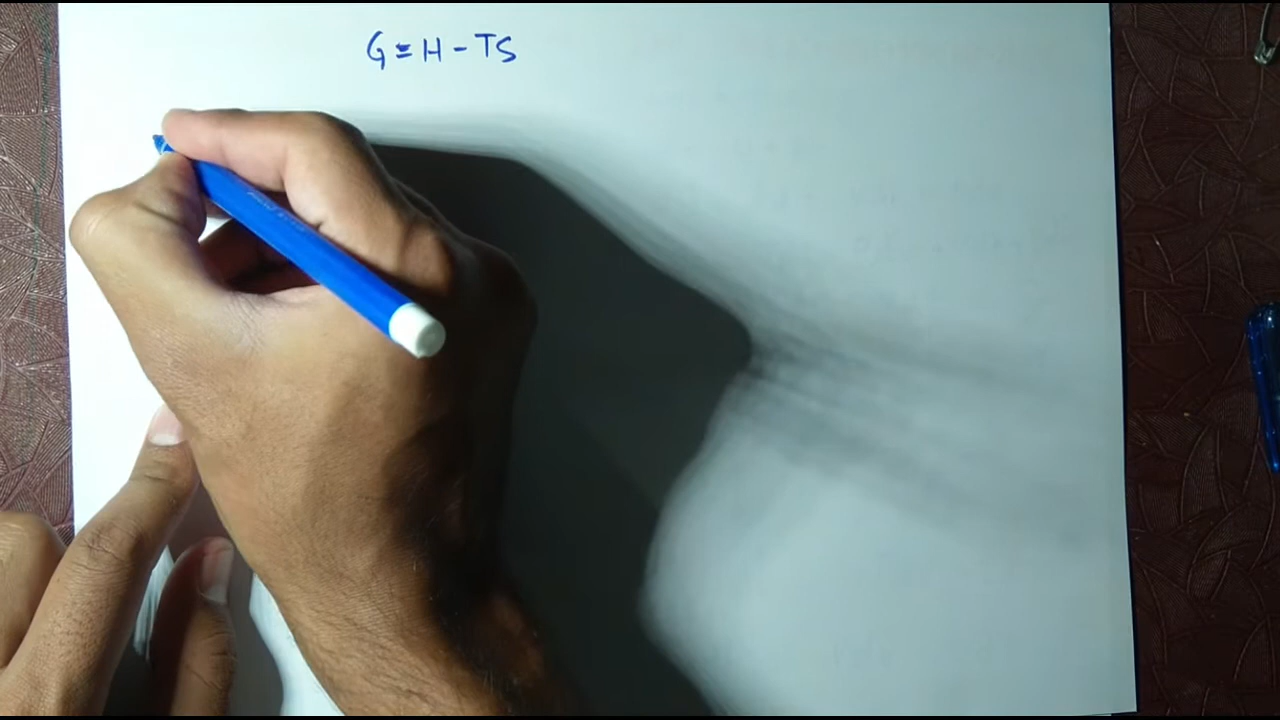 G = H - TS